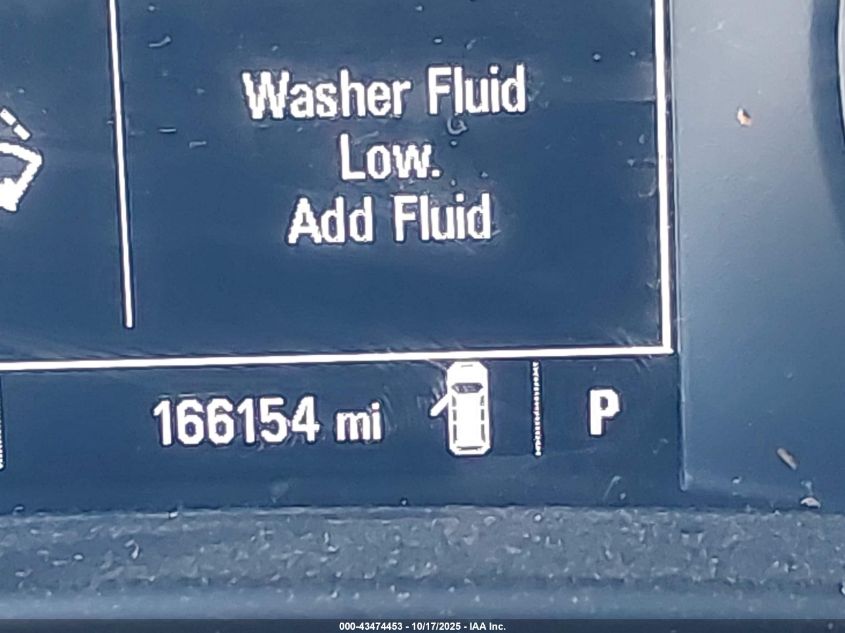 Washer Fluid
Low.
Add Fluid
166154 mi
P
000-43474453 - 10/17/2025 - IAA Inc.